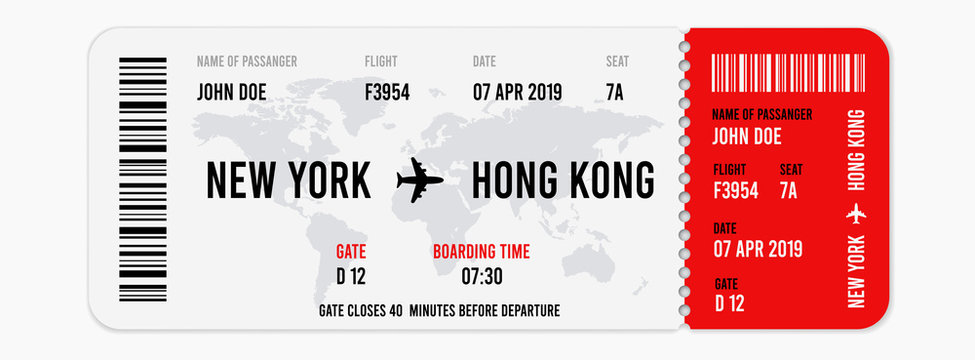 NAME OF PASSANGER FLIGHT DATE SEAT
JOHN DOE F3954 07 APR 2019 7A
NEW YORK HONG KONG
GATE BOARDING TIME
D 12 07:30
GATE CLOSES 40 MINUTES BEFORE DEPARTURE
NAME OF PASSANGER
JOHN DOE
FLIGHT SEAT
F3954 7A
DATE
07 APR 2019
GATE
D 12
NEW YORK HONG KONG